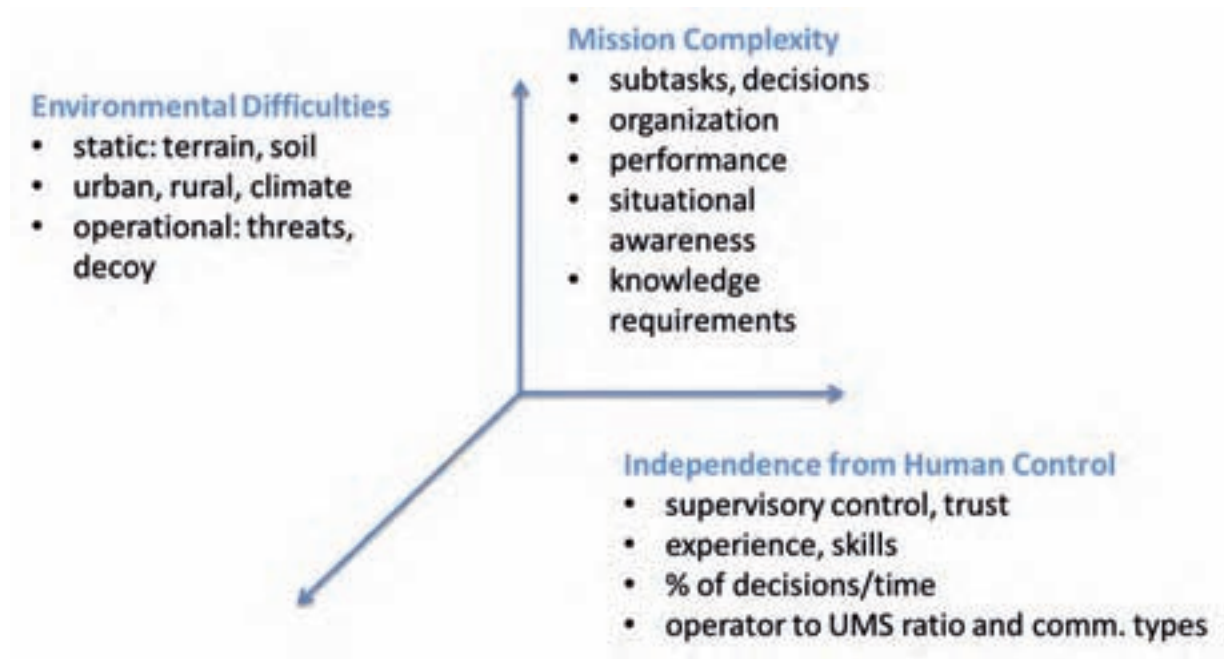 Mission Complexity
• subtasks, decisions
• organization
• performance
• situational
awareness
• knowledge
requirements
Environmental Difficulties
• static: terrain, soil
• urban, rural, climate
• operational: threats,
decoy
Independence from Human Control
• supervisory control, trust
• experience, skills
• % of decisions/time
• operator to UMS ratio and comm. types